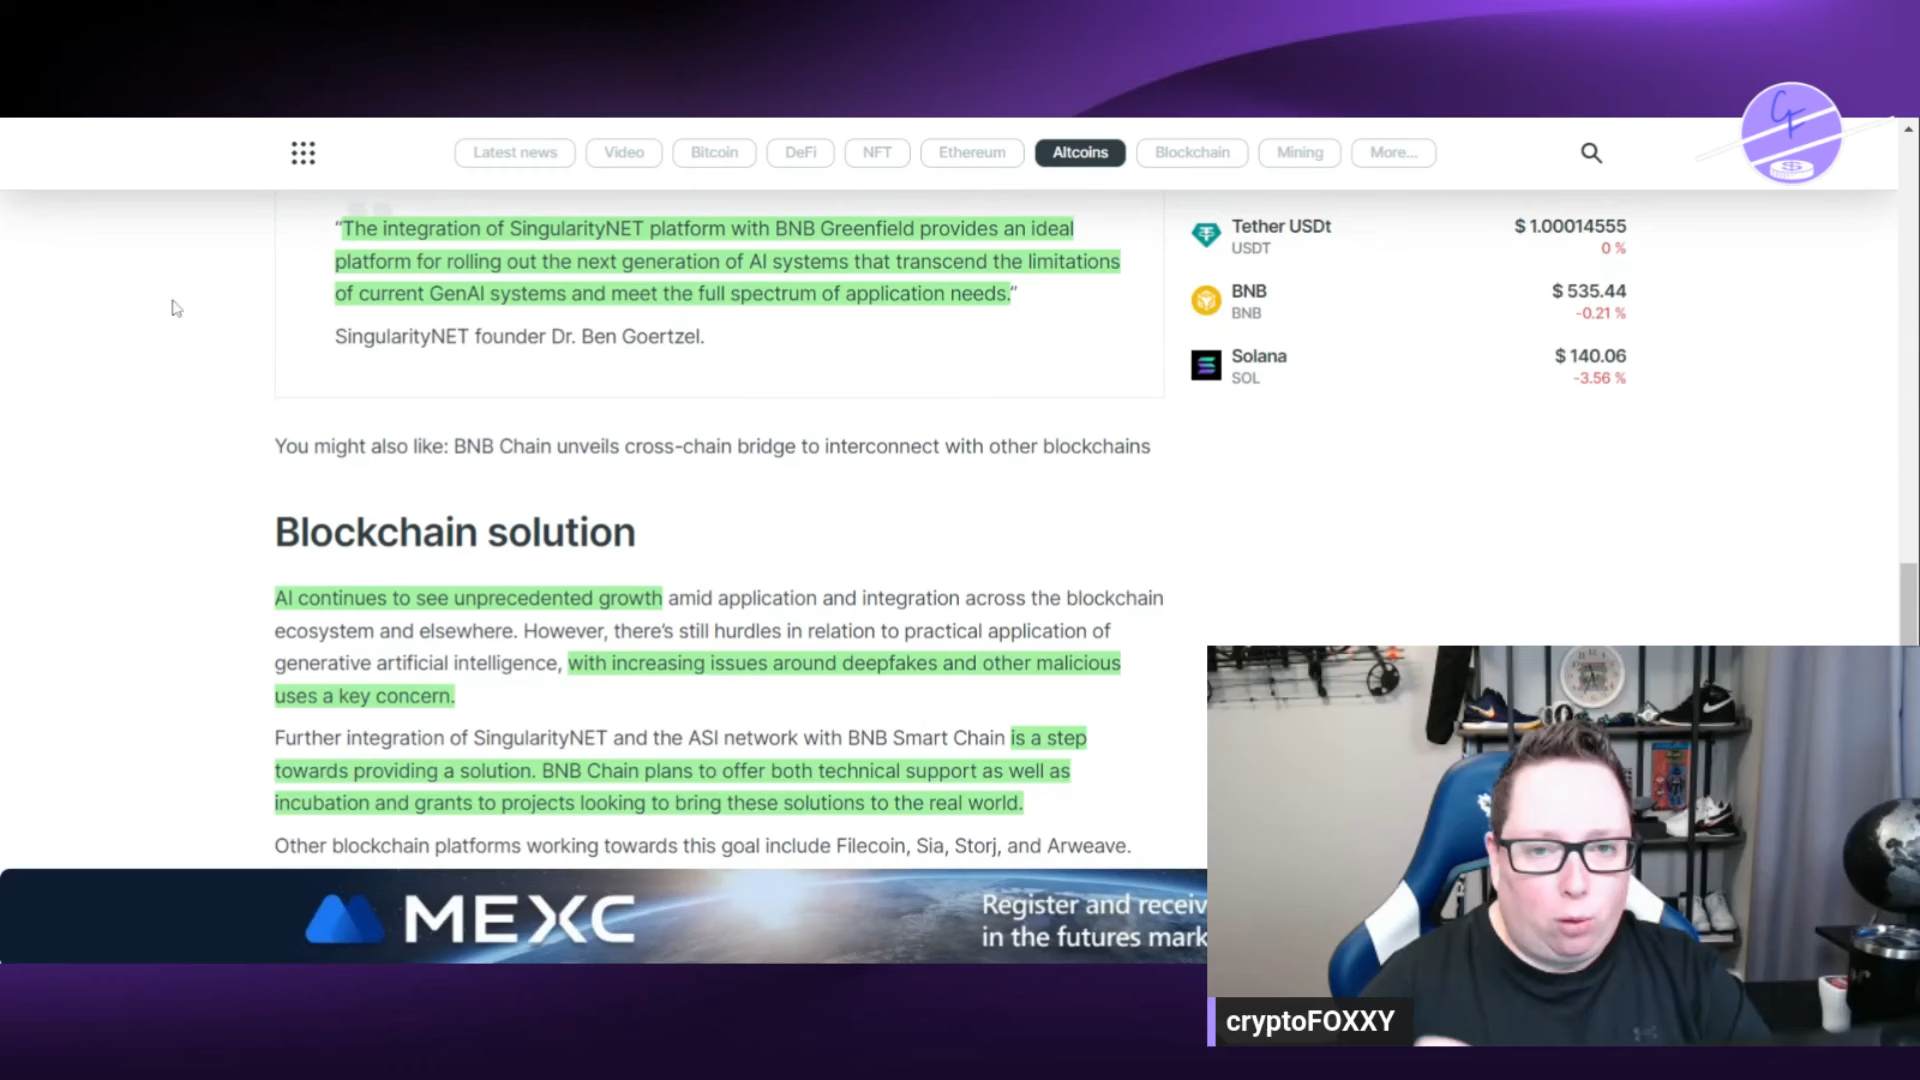 Latest news Video Bitcoin DeFi NFT Ethereum Altcoins Blockchain Mining More...
CF
$
“The integration of SingularityNET platform with BNB Greenfield provides an ideal
platform for rolling out the next generation of AI systems that transcend the limitations
of current GenAI systems and meet the full spectrum of application needs.”
SingularityNET founder Dr. Ben Goertzel.
Tether USDt $ 1.00014555
USDT 0 %
BNB $ 535.44
BNB -0.21 %
Solana $ 140.06
SOL -3.56 %
You might also like: BNB Chain unveils cross-chain bridge to interconnect with other blockchains
Blockchain solution
AI continues to see unprecedented growth amid application and integration across the blockchain
ecosystem and elsewhere. However, there’s still hurdles in relation to practical application of
generative artificial intelligence, with increasing issues around deepfakes and other malicious
uses a key concern.
Further integration of SingularityNET and the ASI network with BNB Smart Chain is a step
towards providing a solution. BNB Chain plans to offer both technical support as well as
incubation and grants to projects looking to bring these solutions to the real world.
Other blockchain platforms working towards this goal include Filecoin, Sia, Storj, and Arweave.
MEXC
Register and receiv
in the futures mark
cryptoFOXXY